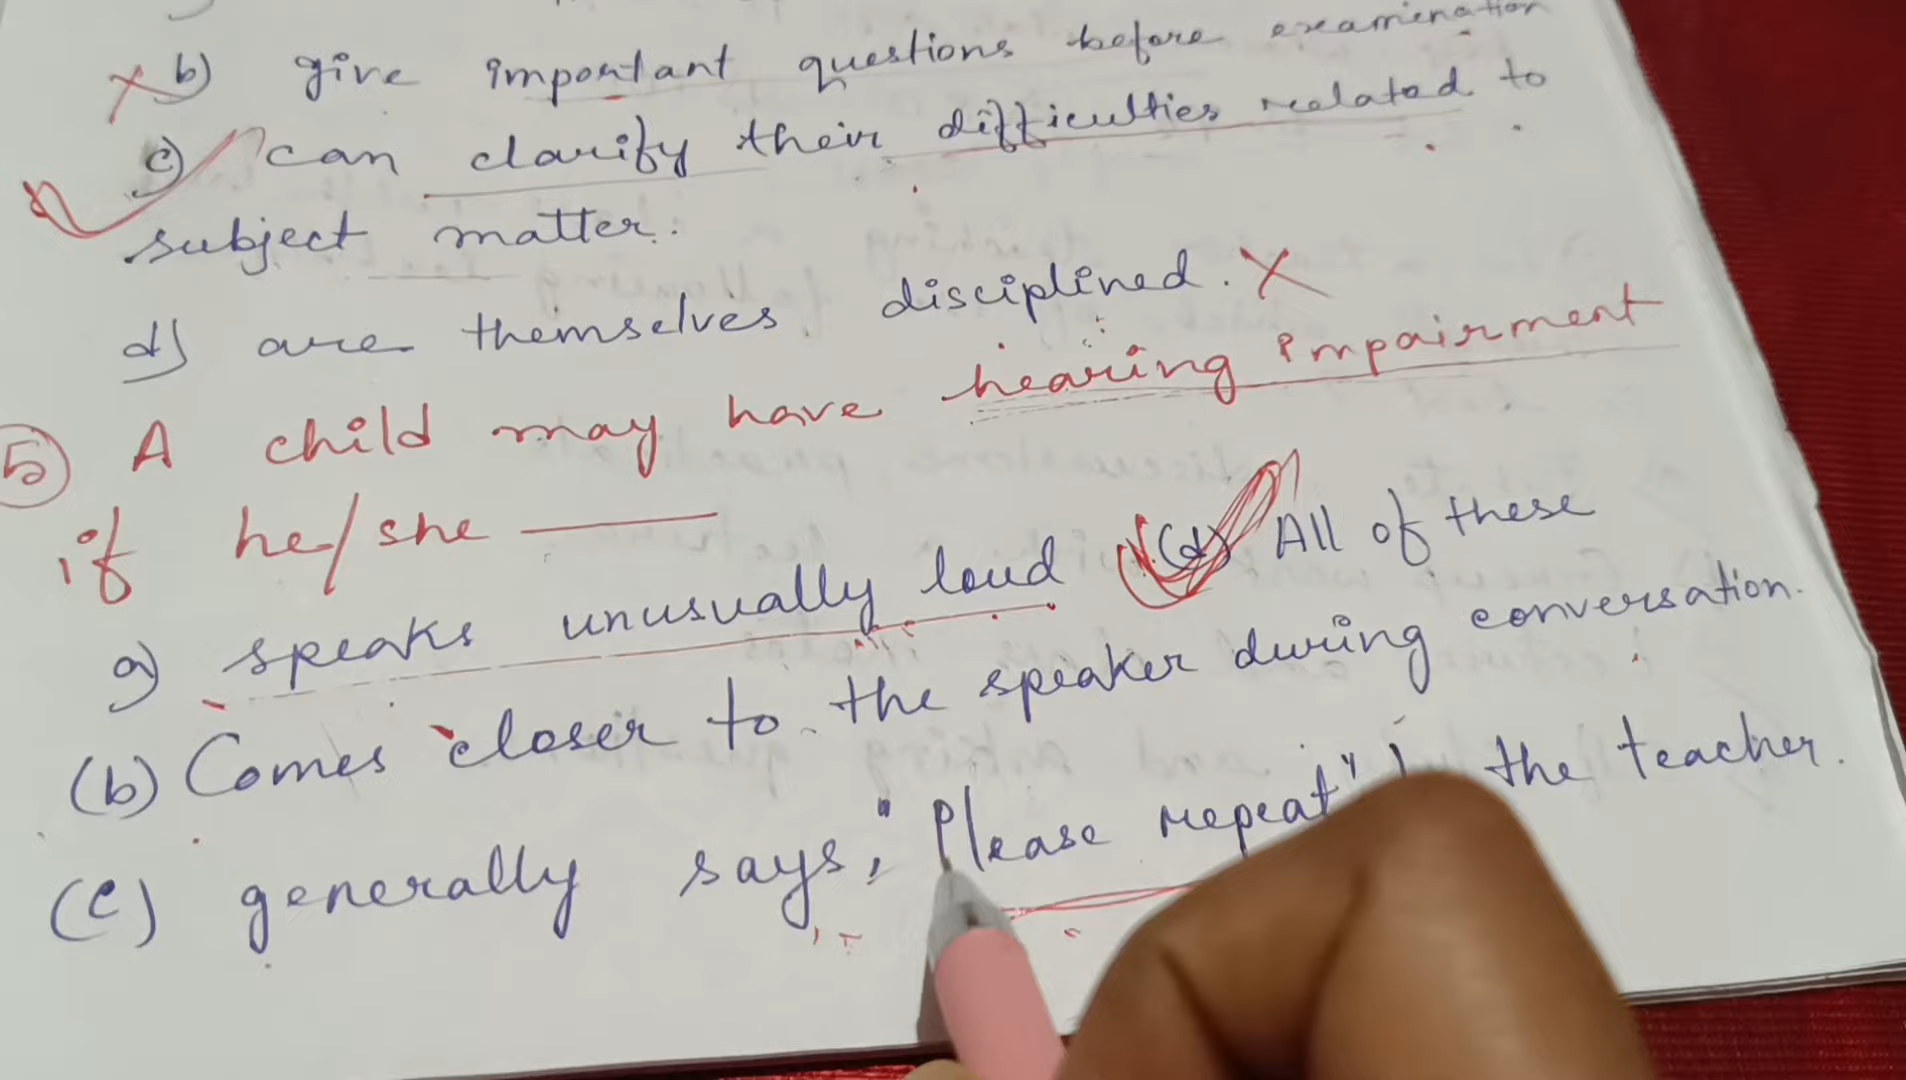 b) give important questions before examination
c) can clarify their difficulties related to
subject matter.
d) are themselves disciplined.
5 A child may have hearing impairment
if he/she
a) speaks unusually loud (d) All of these
(b) Comes closer to the speaker during conversation.
(c) generally says, "Please repeat" the teacher.